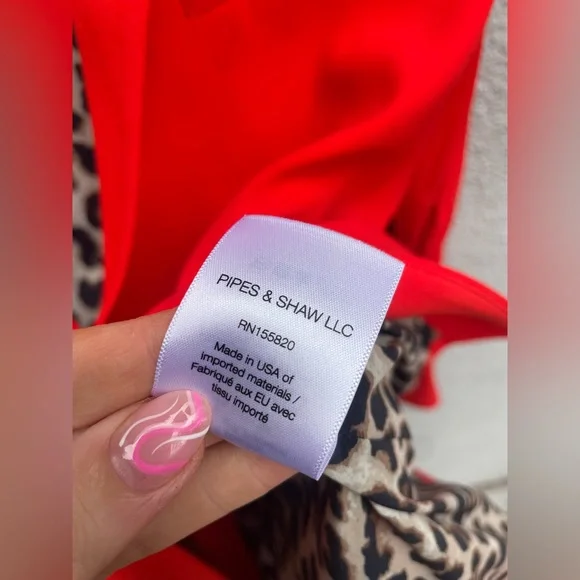 PIPES & SHAW LLC
RN155820
Made in USA of
imported materials /
Fabriqué aux EU avec
tissu importé